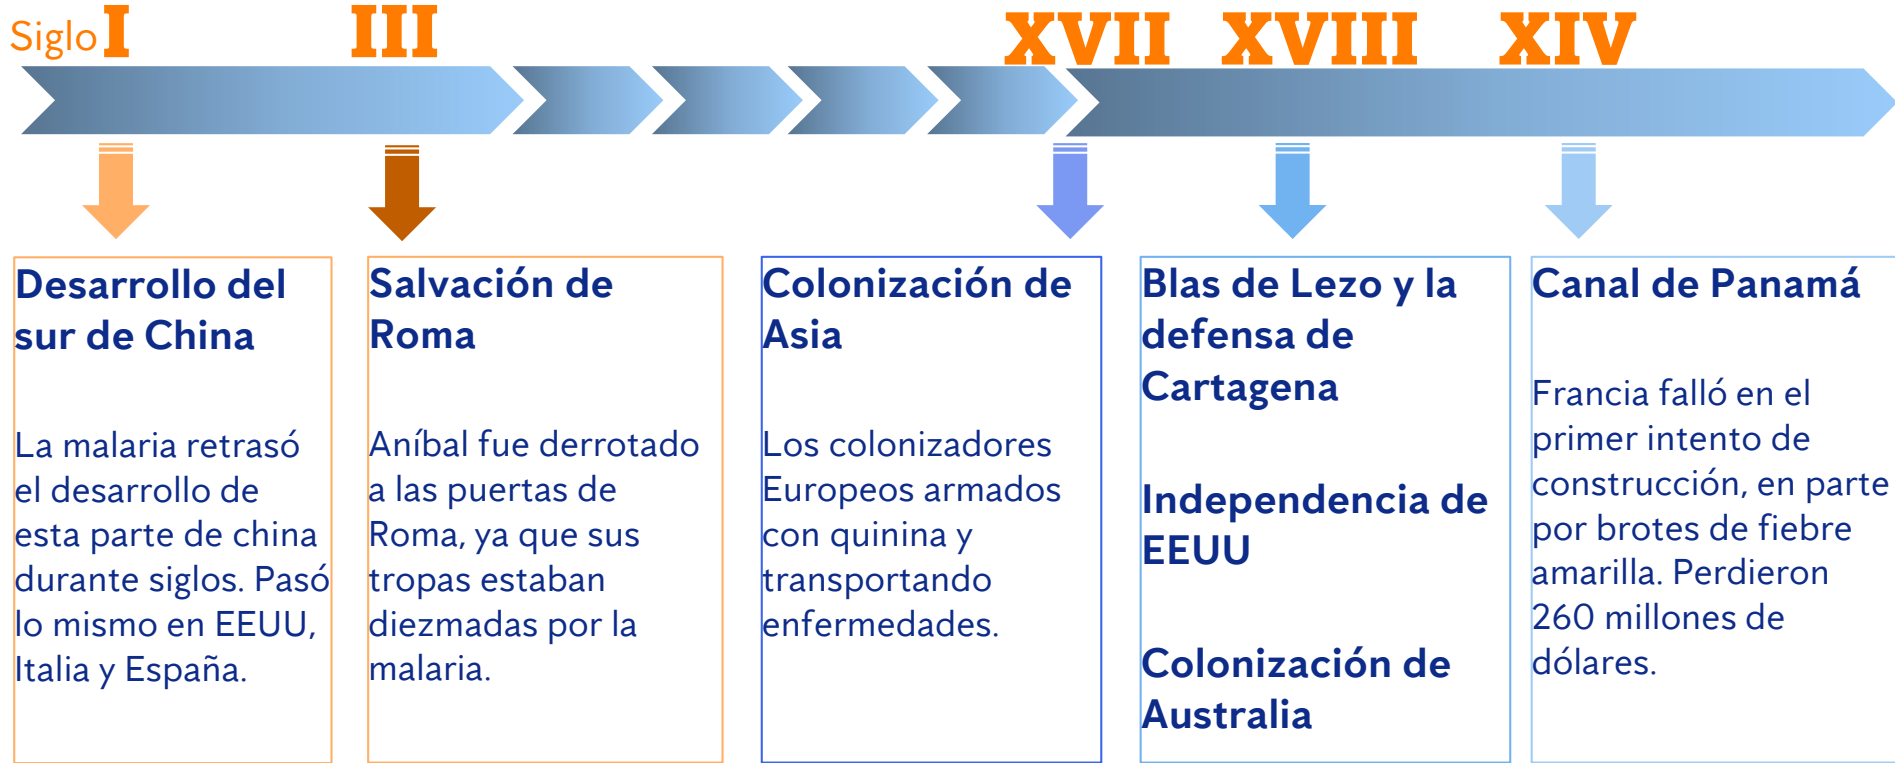 Siglo I III XVII XVIII XIV
Desarrollo del
sur de China
La malaria retrasó
el desarrollo de
esta parte de china
durante siglos. Pasó
lo mismo en EEUU,
Italia y España.
Salvación de
Roma
Aníbal fue derrotado
a las puertas de
Roma, ya que sus
tropas estaban
diezmadas por la
malaria.
Colonización de
Asia
Los colonizadores
Europeos armados
con quinina y
transportando
enfermedades.
Blas de Lezo y la
defensa de
Cartagena
Independencia de
EEUU
Colonización de
Australia
Canal de Panamá
Francia falló en el
primer intento de
construcción, en parte
por brotes de fiebre
amarilla. Perdieron
260 millones de
dólares.